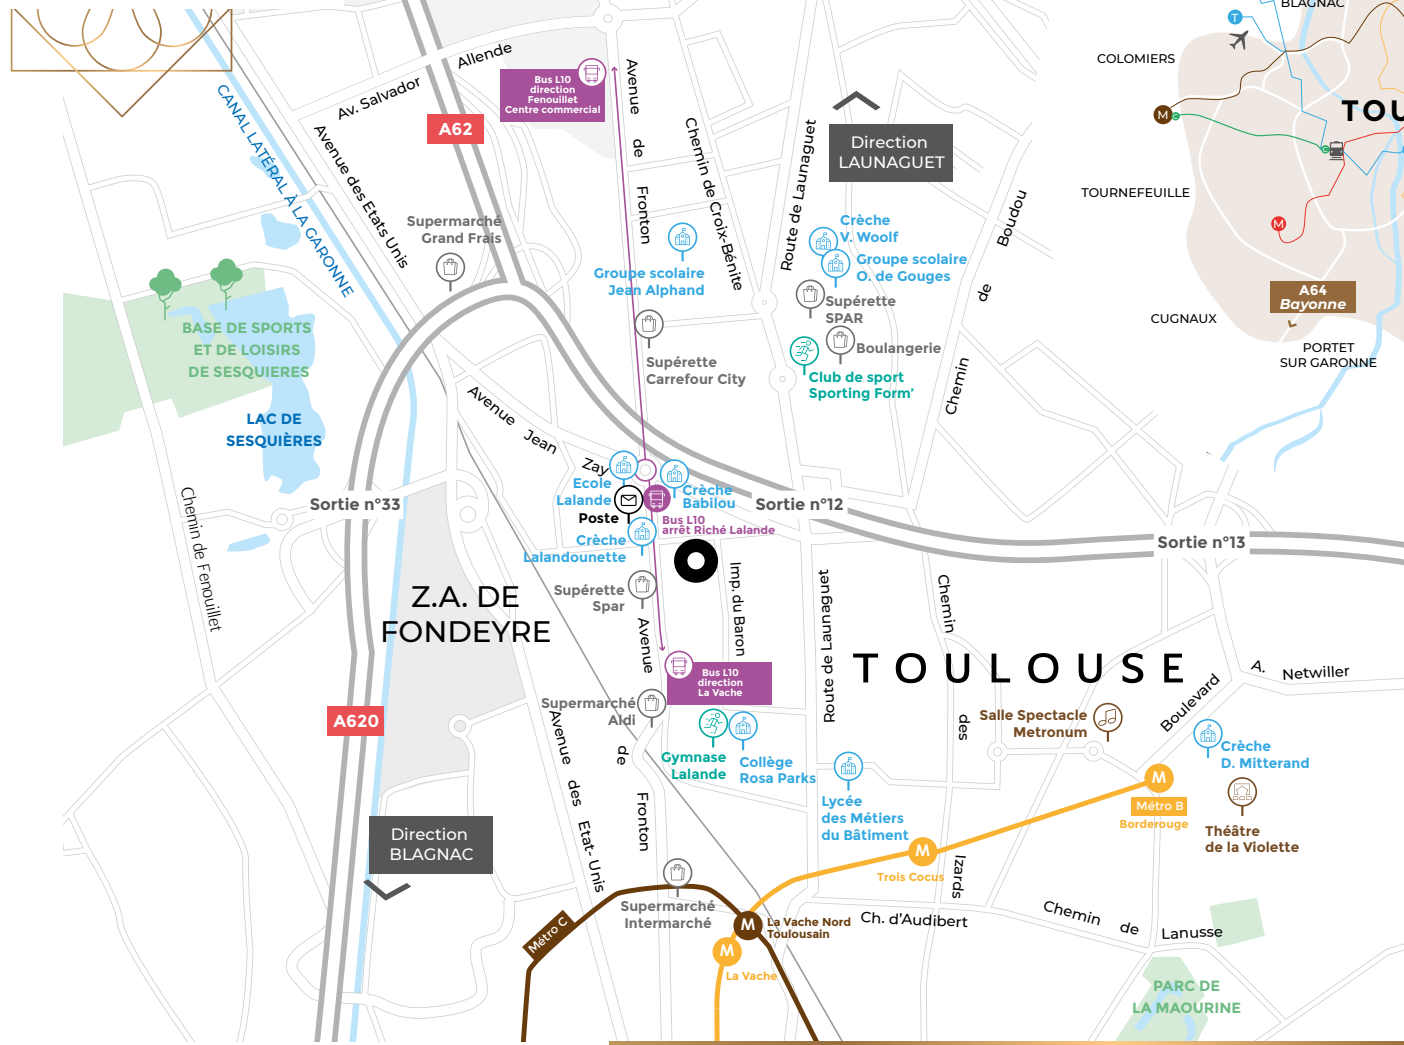 BLAGNAC
T
COLOMIERS
M
C
TOU
C
TOURNEFEUILLE
M
A64
Bayonne
CUGNAUX
PORTET
SUR GARONNE
Allende
Av. Salvador
Bus L10
direction
Fenouillet
Centre commercial
A62
CANAL LATÉRAL À LA GARONNE
Avenue des Etats Unis
Avenue
de
Fronton
Chemin de Croix-Bénite
Route de Launaguet
Direction
LAUNAGUET
Boudou
de
Chemin
Supermarché
Grand Frais
Groupe scolaire
Jean Alphand
Crèche
V. Woolf
Groupe scolaire
O. de Gouges
Supérette
SPAR
Boulangerie
Club de sport
Sporting Form'
Supérette
Carrefour City
BASE DE SPORTS
ET DE LOISIRS
DE SESQUIERES
LAC DE
SESQUIÈRES
Avenue
Jean
Zay
Ecole
Lalande
Poste
Crèche
Babilou
Bus L10
arrêt Riché Lalande
Crèche
Lalandounette
Sortie n°33
Sortie n°12
Sortie n°13
Chemin de Fenouillet
Z.A. DE
FONDEYRE
Supérette
Spar
Avenue
Imp. du Baron
Route de Launaguet
Chemin
TOULOUSE
A.
Netwiller
Boulevard
Bus L10
direction
La Vache
A620
Supermarché
Aldi
Avenue
des
Etat- Unis
de
Fronton
Gymnase
Lalande
Collège
Rosa Parks
des
Salle Spectacle
Metronum
Crèche
D. Mitterand
M
Métro B
Borderouge
Théâtre
de la Violette
Lycée
des Métiers
du Bâtiment
M
Trois Cocus
Izards
Direction
BLAGNAC
Supermarché
Intermarché
Métro C
M
La Vache Nord
Toulousain
M
La Vache
Ch. d'Audibert
Chemin
de
Lanusse
PARC DE
LA MAOURINE